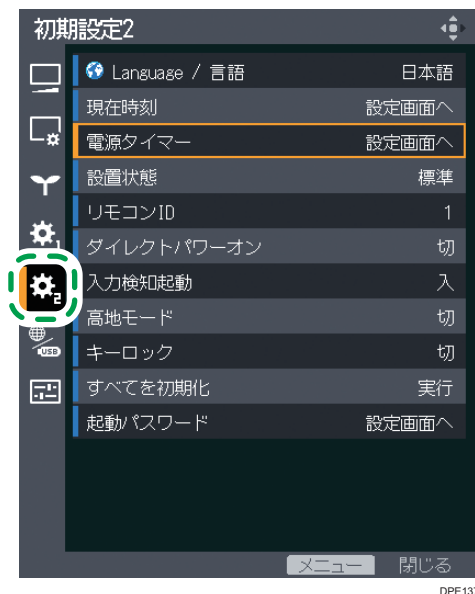 初期設定2
Language / 言語 日本語
現在時刻 設定画面へ
電源タイマー 設定画面へ
設置状態 標準
リモコンID 1
ダイレクトパワーオン 切
入力検知起動 入
高地モード 切
キーロック 切
すべてを初期化 実行
起動パスワード 設定画面へ
1
2
USB
メニュー 閉じる